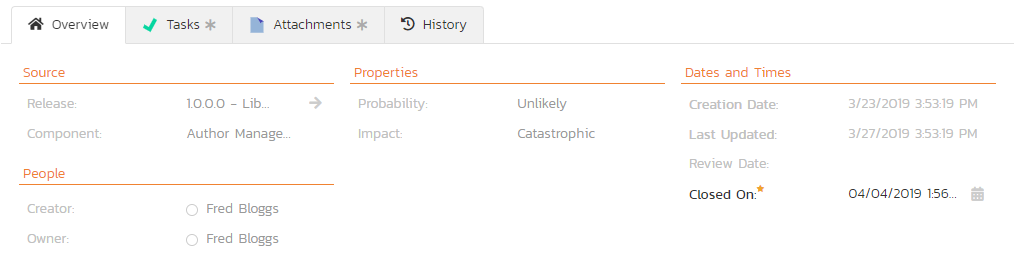 Overview Tasks Attachments History
Source
Release: 1.0.0.0 - Lib...
Component: Author Manage...
People
Creator: Fred Bloggs
Owner: Fred Bloggs
Properties
Probability: Unlikely
Impact: Catastrophic
Dates and Times
Creation Date: 3/23/2019 3:53:19 PM
Last Updated: 3/27/2019 3:53:19 PM
Review Date:
Closed On: 04/04/2019 1:56...